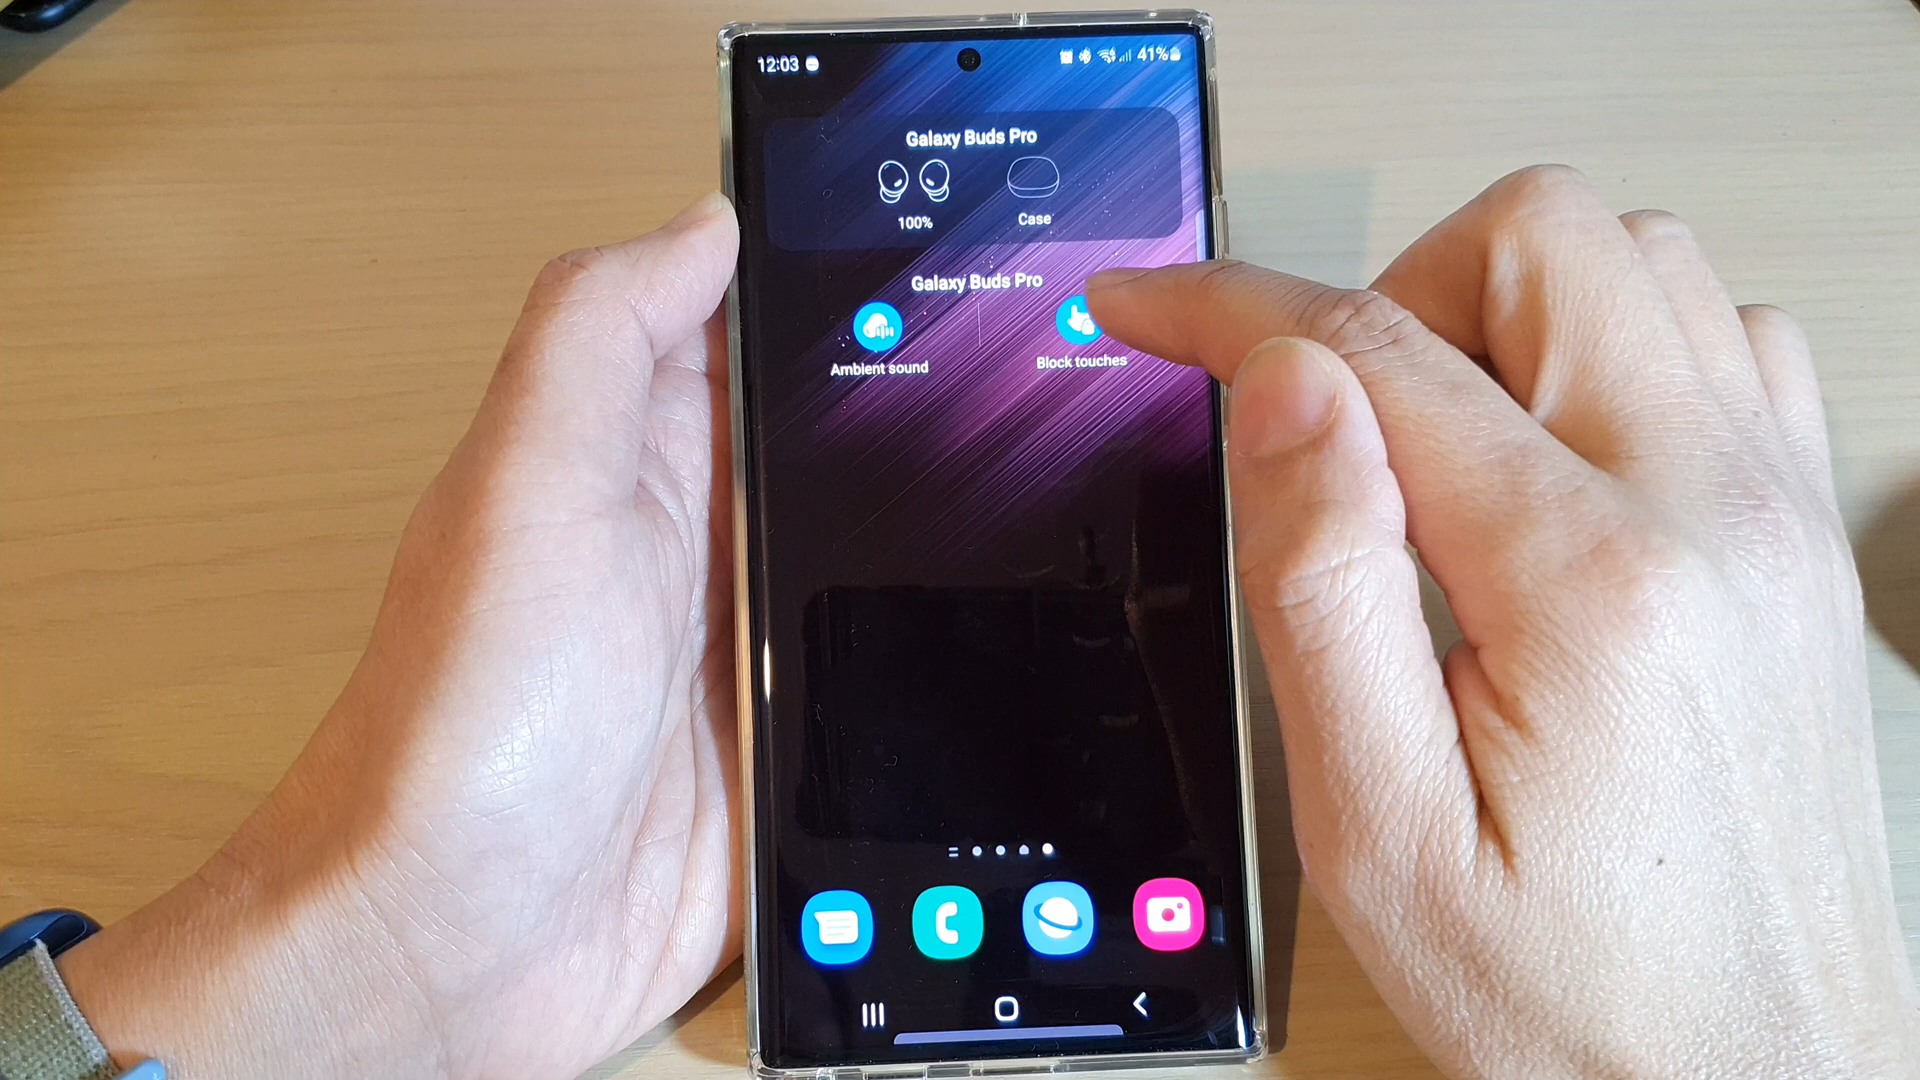 12:03
41%
Galaxy Buds Pro
100%
Case
Galaxy Buds Pro
Ambient sound
Block touches